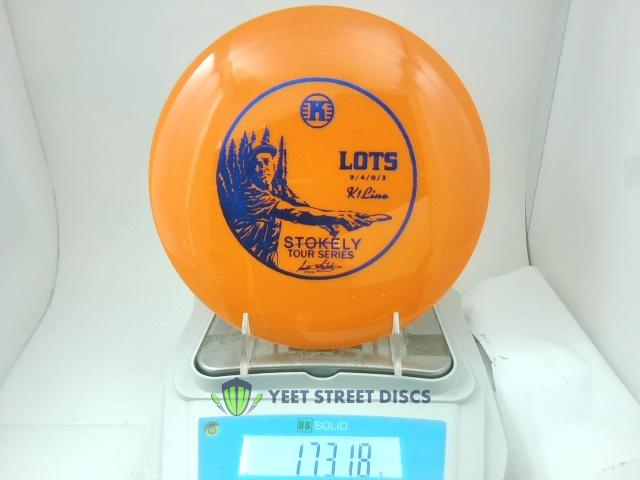 K
LOTS
9/4/0/3
K1 Line
STOKELY
TOUR SERIES
YEET STREET DISCS
US SOLID
173.18